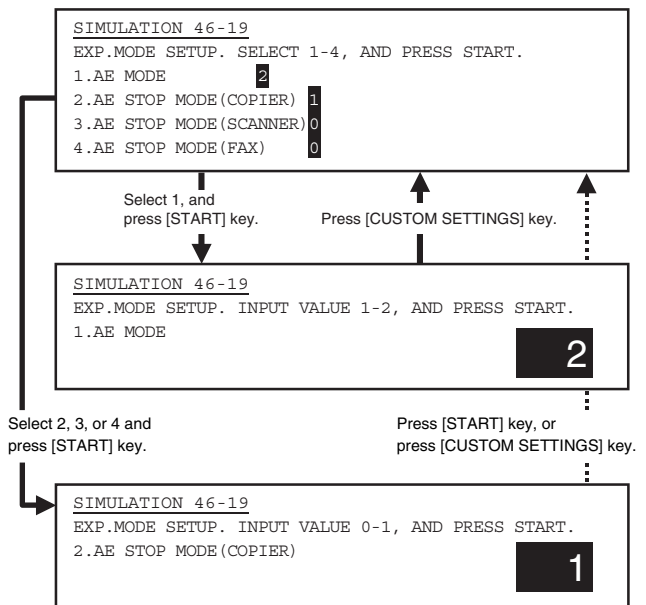 SIMULATION 46-19
EXP.MODE SETUP. SELECT 1-4, AND PRESS START.
1.AE MODE 2
2.AE STOP MODE(COPIER) 1
3.AE STOP MODE(SCANNER) 0
4.AE STOP MODE(FAX) 0
Select 1, and
press [START] key.
Press [CUSTOM SETTINGS] key.
SIMULATION 46-19
EXP.MODE SETUP. INPUT VALUE 1-2, AND PRESS START.
1.AE MODE
2
Select 2, 3, or 4 and
press [START] key.
Press [START] key, or
press [CUSTOM SETTINGS] key.
SIMULATION 46-19
EXP.MODE SETUP. INPUT VALUE 0-1, AND PRESS START.
2.AE STOP MODE(COPIER)
1